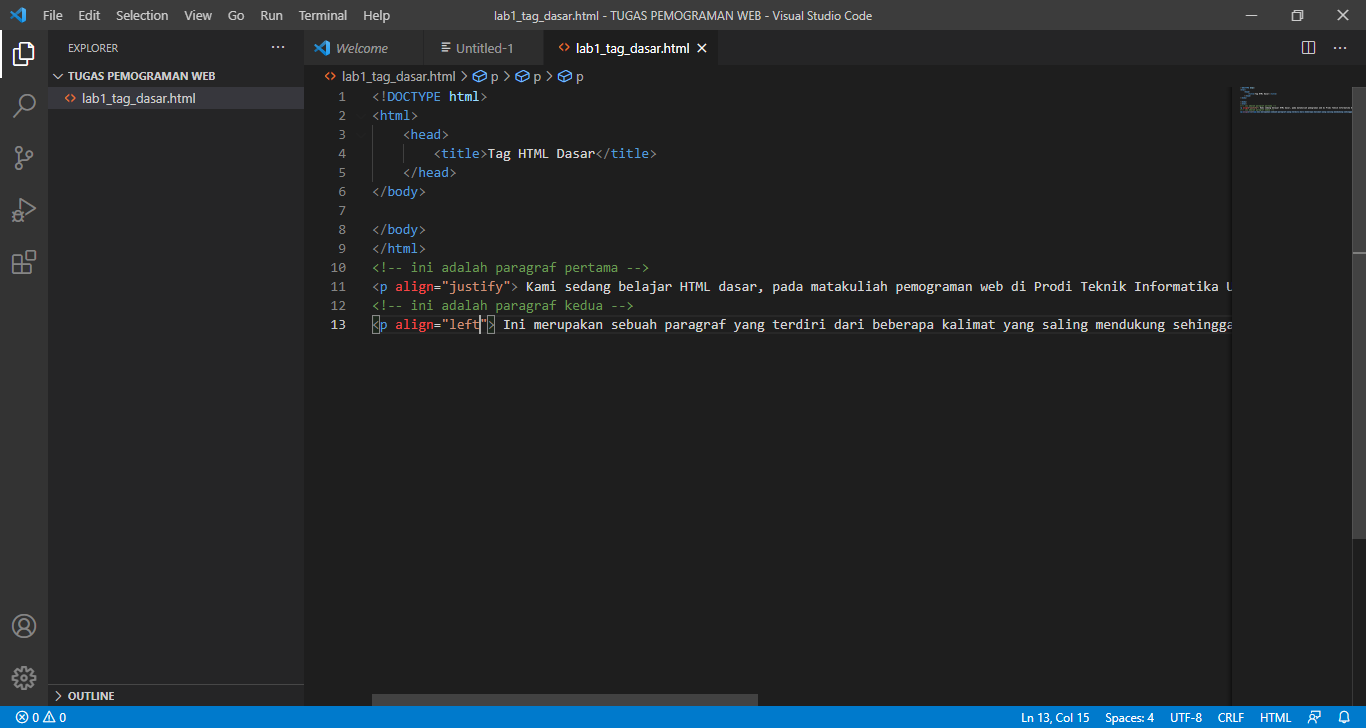 File Edit Selection View Go Run Terminal Help lab1_tag_dasar.html - TUGAS PEMOGRAMAN WEB - Visual Studio Code
EXPLORER
Welcome Untitled-1 lab1_tag_dasar.html
TUGAS PEMOGRAMAN WEB
lab1_tag_dasar.html
lab1_tag_dasar.html > p > p > p
1 <!DOCTYPE html>
2 <html>
3 <head>
4 <title>Tag HTML Dasar</title>
5 </head>
6 </body>
7
8 </body>
9 </html>
10 <!-- ini adalah paragraf pertama -->
11 <p align="justify"> Kami sedang belajar HTML dasar, pada matakuliah pemograman web di Prodi Teknik Informatika U
12 <!-- ini adalah paragraf kedua -->
13 <p align="left"> Ini merupakan sebuah paragraf yang terdiri dari beberapa kalimat yang saling mendukung sehingga
OUTLINE
0 0 Ln 13, Col 15 Spaces: 4 UTF-8 CRLF HTML